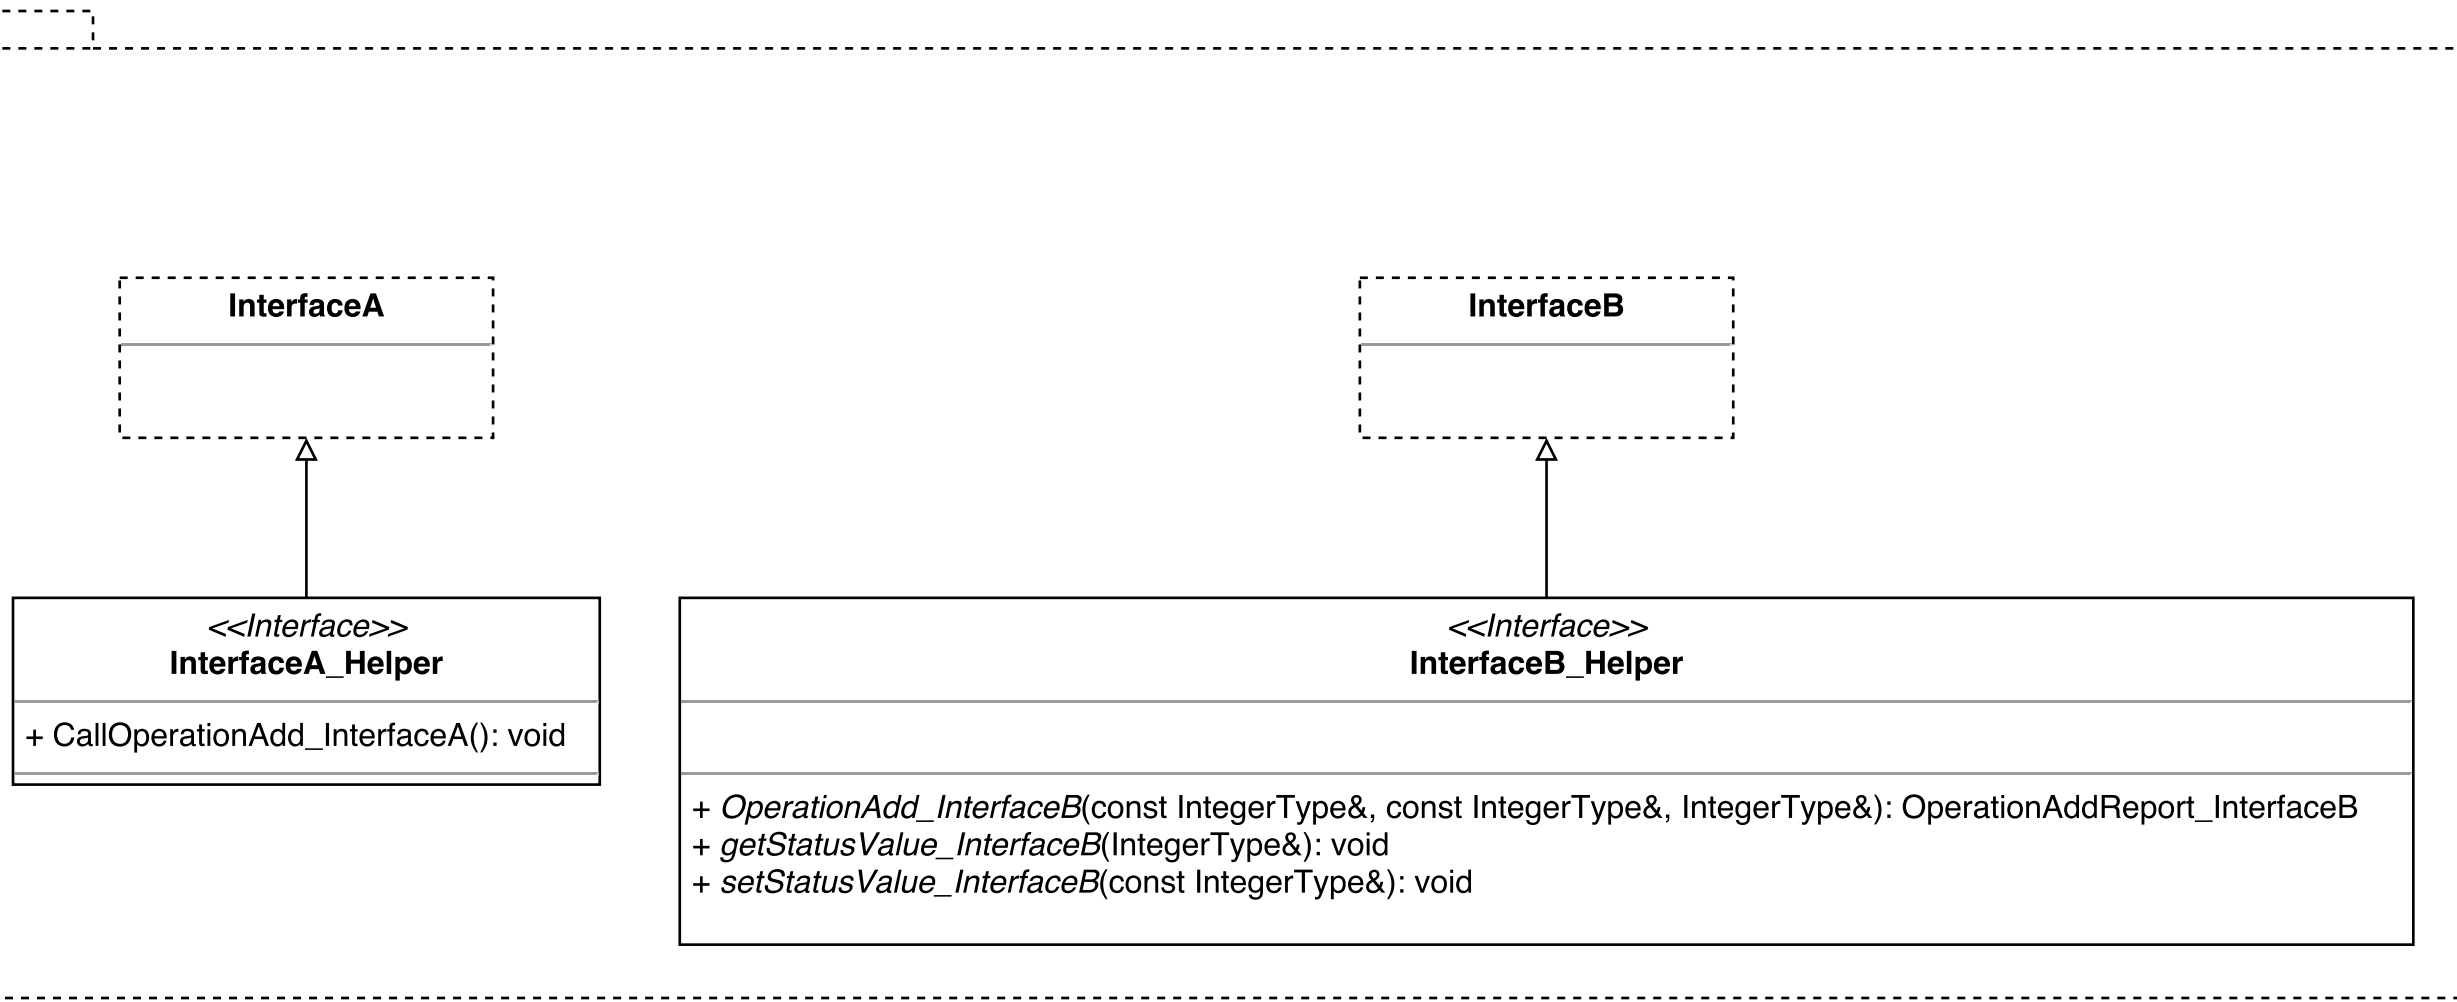 InterfaceA
InterfaceB
<<Interface>>
InterfaceA_Helper
+ CallOperationAdd_InterfaceA(): void
<<Interface>>
InterfaceB_Helper
+ OperationAdd_InterfaceB(const IntegerType&, const IntegerType&, IntegerType&): OperationAddReport_InterfaceB
+ getStatusValue_InterfaceB(IntegerType&): void
+ setStatusValue_InterfaceB(const IntegerType&): void